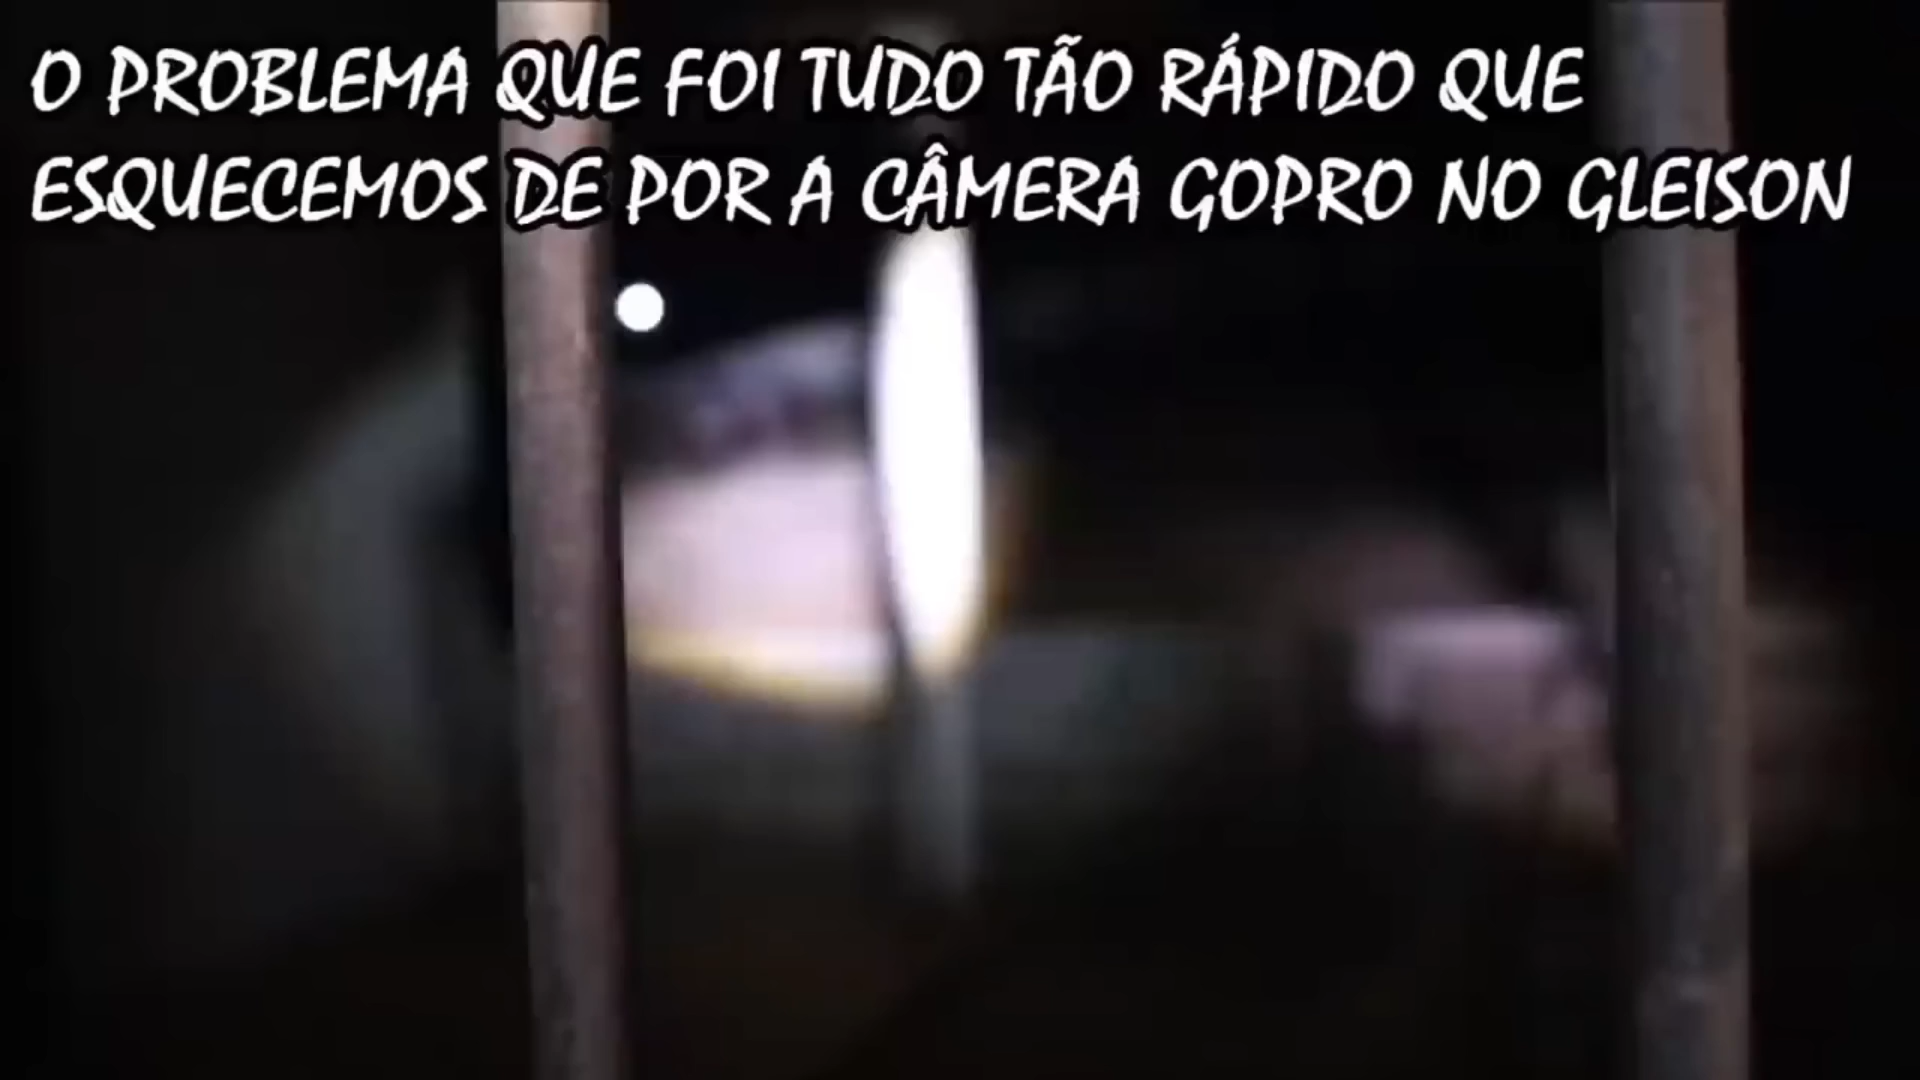 O PROBLEMA QUE FOI TUDO TÃO RÁPIDO QUE
ESQUECEMOS DE POR A CÂMERA GOPRO NO GLEISON